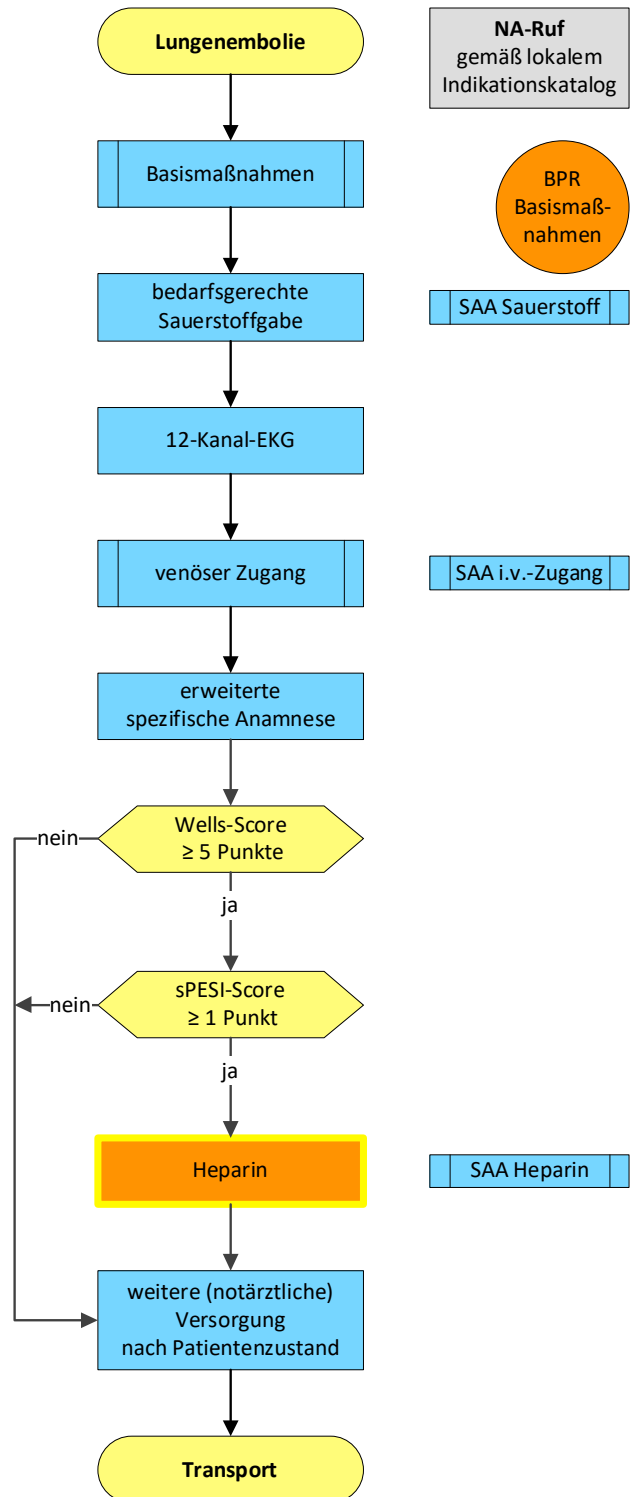 Lungenembolie
NA-Ruf
gemäß lokalem
Indikationskatalog
Basismaßnahmen
BPR
Basismaß-
nahmen
bedarfsgerechte
Sauerstoffgabe
SAA Sauerstoff
12-Kanal-EKG
venöser Zugang
SAA i.v.-Zugang
erweiterte
spezifische Anamnese
Wells-Score
≥ 5 Punkte
nein
ja
sPESI-Score
≥ 1 Punkt
nein
ja
Heparin
SAA Heparin
weitere (notärztliche)
Versorgung
nach Patientenzustand
Transport